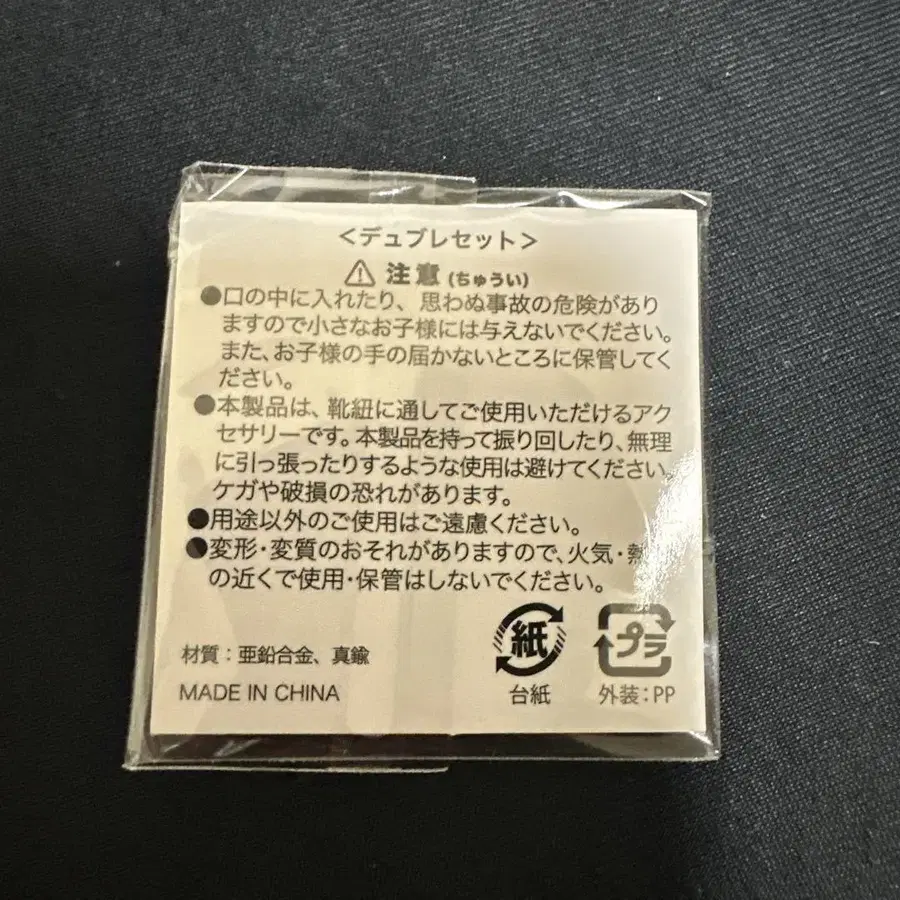 ＜デュブレセット＞
⚠ 注意 (ちゅうい)
●口の中に入れたり、思わぬ事故の危険があり
ますので小さなお子様には与えないでください。
また、お子様の手の届かないところに保管してく
ださい。
●本製品は、靴紐に通してご使用いただけるアク
セサリーです。本製品を持って振り回したり、無理
に引っ張ったりするような使用は避けてください。
ケガや破損の恐れがあります。
●用途以外のご使用はご遠慮ください。
●変形・変質のおそれがありますので、火気・熱
の近くで使用・保管はしないでください。
紙 プラ
材質：亜鉛合金、真鍮
MADE IN CHINA 台紙 外装：PP